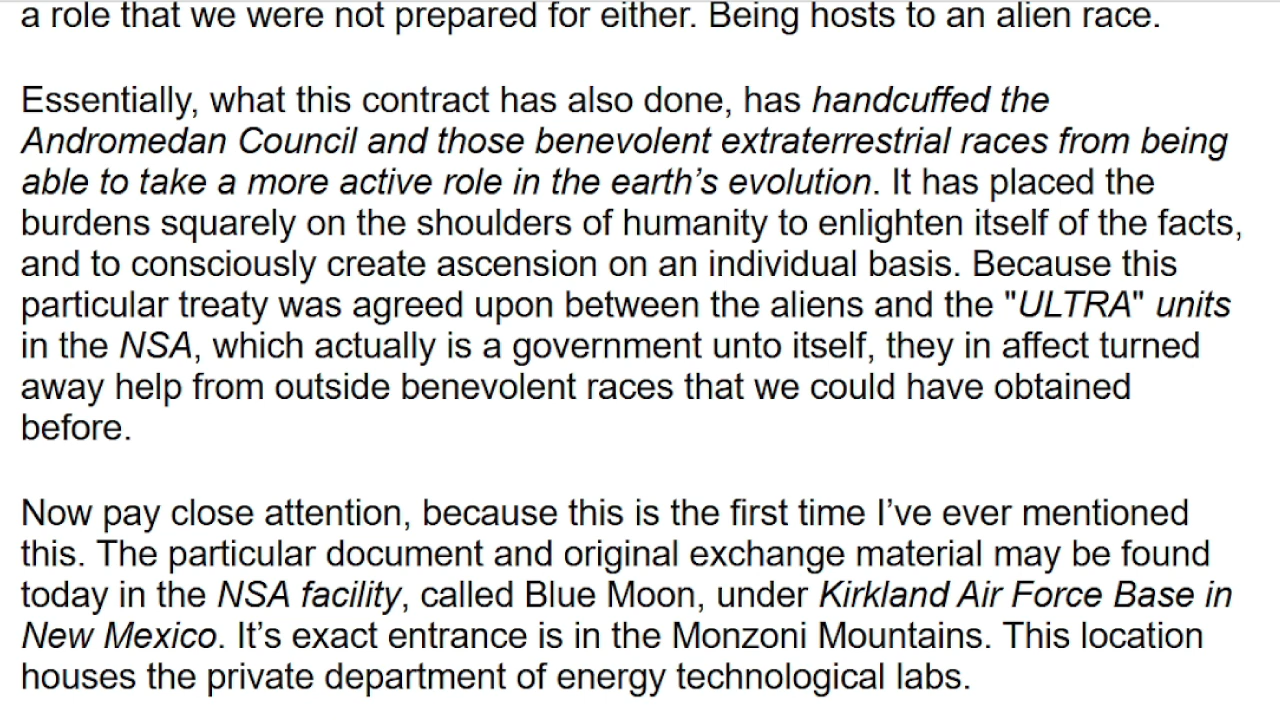 a role that we were not prepared for either. Being hosts to an alien race.
Essentially, what this contract has also done, has handcuffed the
Andromedan Council and those benevolent extraterrestrial races from being
able to take a more active role in the earth’s evolution. It has placed the
burdens squarely on the shoulders of humanity to enlighten itself of the facts,
and to consciously create ascension on an individual basis. Because this
particular treaty was agreed upon between the aliens and the "ULTRA" units
in the NSA, which actually is a government unto itself, they in affect turned
away help from outside benevolent races that we could have obtained
before.
Now pay close attention, because this is the first time I’ve ever mentioned
this. The particular document and original exchange material may be found
today in the NSA facility, called Blue Moon, under Kirkland Air Force Base in
New Mexico. It’s exact entrance is in the Monzoni Mountains. This location
houses the private department of energy technological labs.